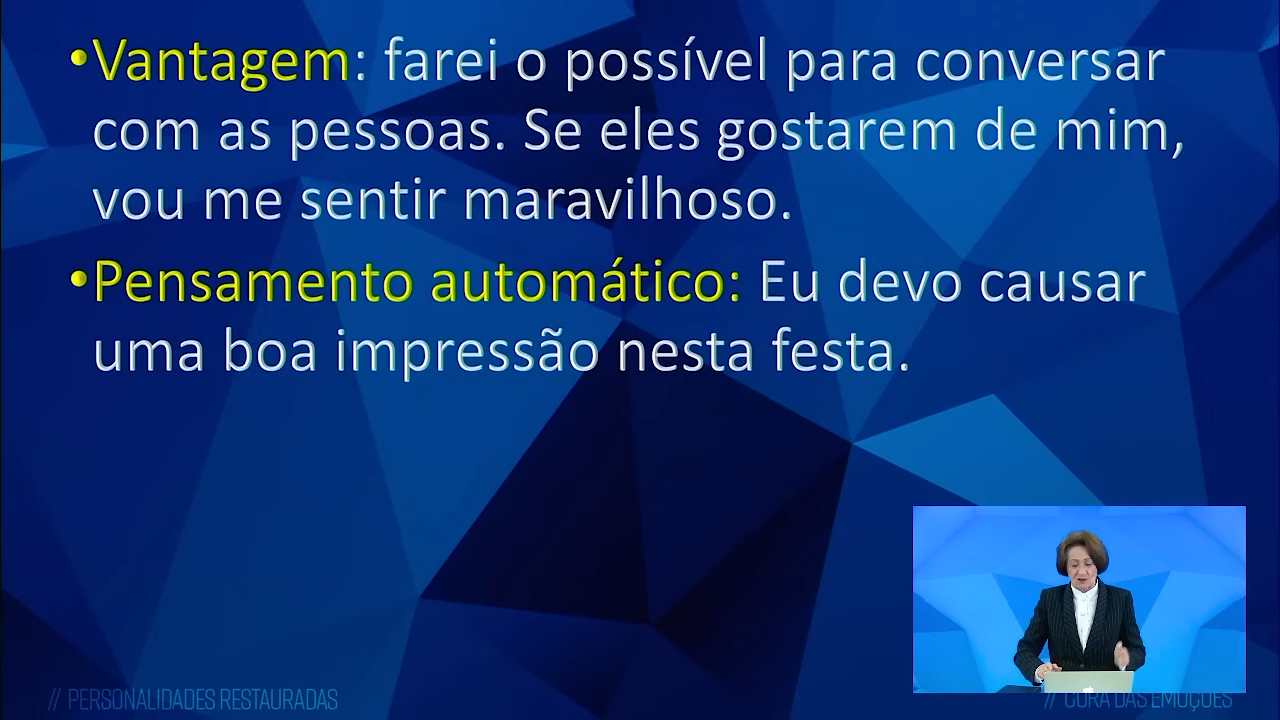 •Vantagem: farei o possível para conversar
com as pessoas. Se eles gostarem de mim,
vou me sentir maravilhoso.
•Pensamento automático: Eu devo causar
uma boa impressão nesta festa.
// PERSONALIDADES RESTAURADAS
// CURA DAS EMOÇÕES